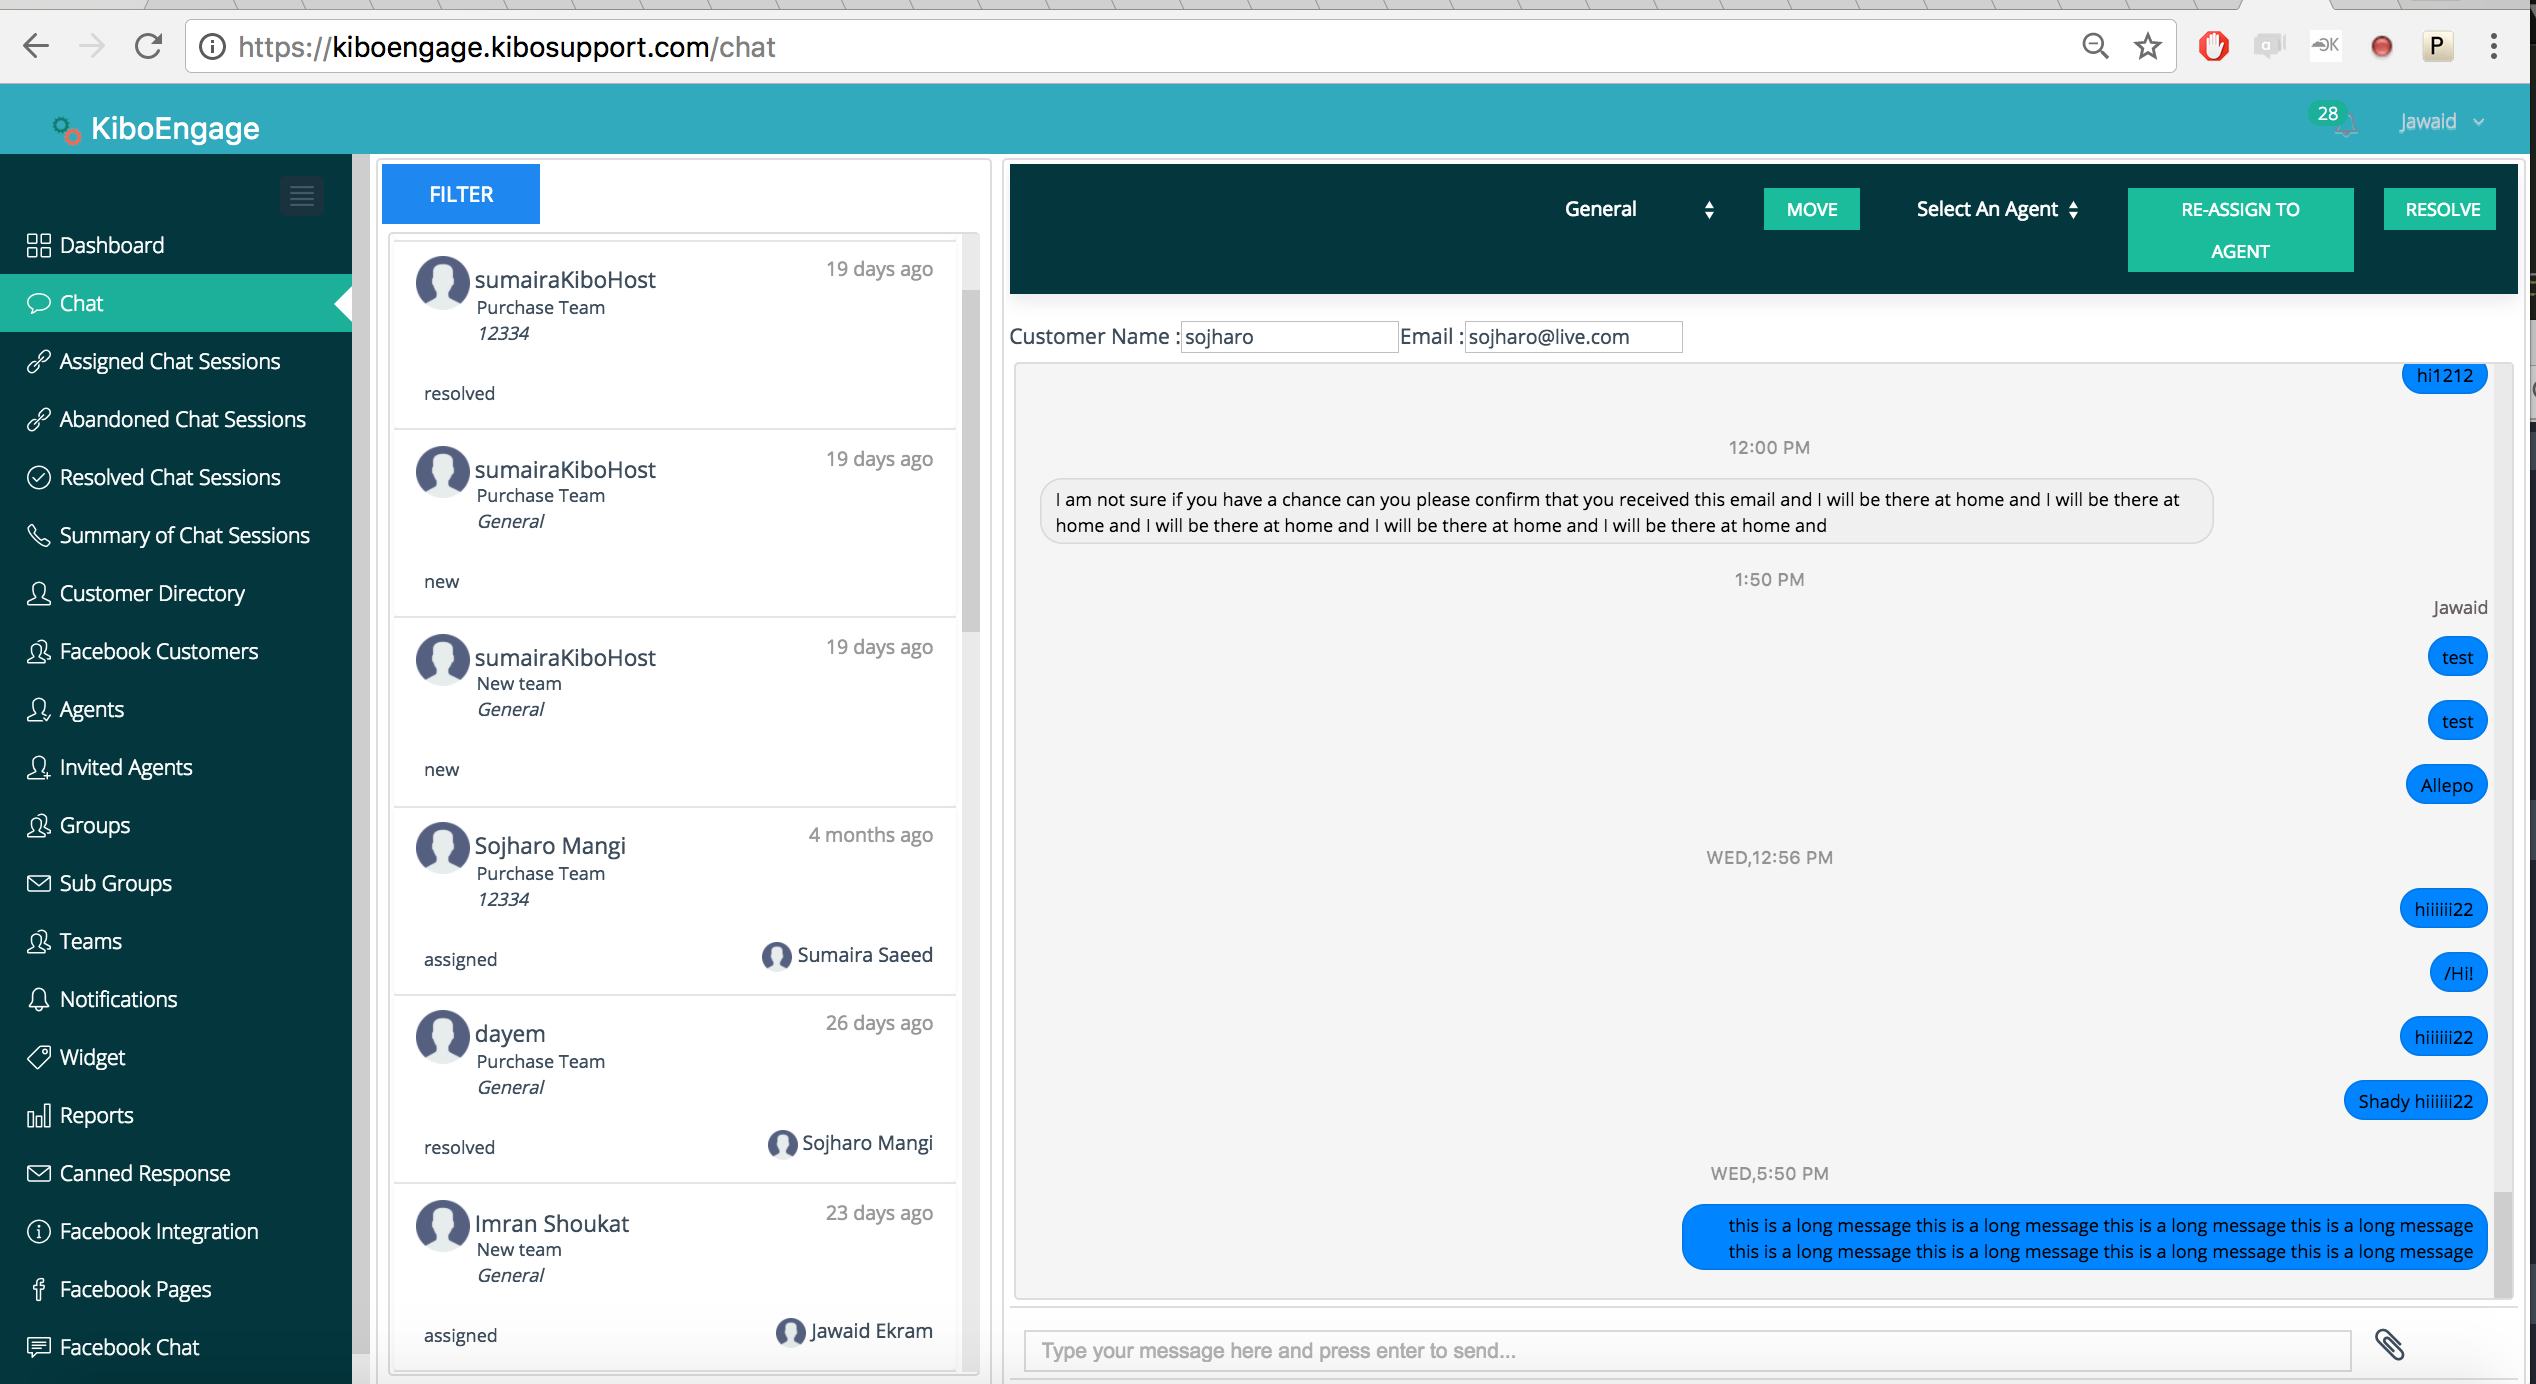 https://kiboengage.kibosupport.com/chat
P
KiboEngage
28
Jawaid
Dashboard
Chat
Assigned Chat Sessions
Abandoned Chat Sessions
Resolved Chat Sessions
Summary of Chat Sessions
Customer Directory
Facebook Customers
Agents
Invited Agents
Groups
Sub Groups
Teams
Notifications
Widget
Reports
Canned Response
Facebook Integration
Facebook Pages
Facebook Chat
FILTER
sumairaKiboHost 19 days ago
Purchase Team
12334
resolved
sumairaKiboHost 19 days ago
Purchase Team
General
new
sumairaKiboHost 19 days ago
New team
General
new
Sojharo Mangi 4 months ago
Purchase Team
12334
assigned Sumaira Saeed
dayem 26 days ago
Purchase Team
General
resolved Sojharo Mangi
Imran Shoukat 23 days ago
New team
General
assigned Jawaid Ekram
General MOVE Select An Agent RE-ASSIGN TO RESOLVE
AGENT
Customer Name : sojharo Email : sojharo@live.com
hi1212
12:00 PM
I am not sure if you have a chance can you please confirm that you received this email and I will be there at home and I will be there at
home and I will be there at home and I will be there at home and I will be there at home and
1:50 PM
Jawaid
test
test
Allepo
WED,12:56 PM
hiiiiii22
/Hi!
hiiiiii22
Shady hiiiiii22
WED,5:50 PM
this is a long message this is a long message this is a long message this is a long message
this is a long message this is a long message this is a long message this is a long message
Type your message here and press enter to send...